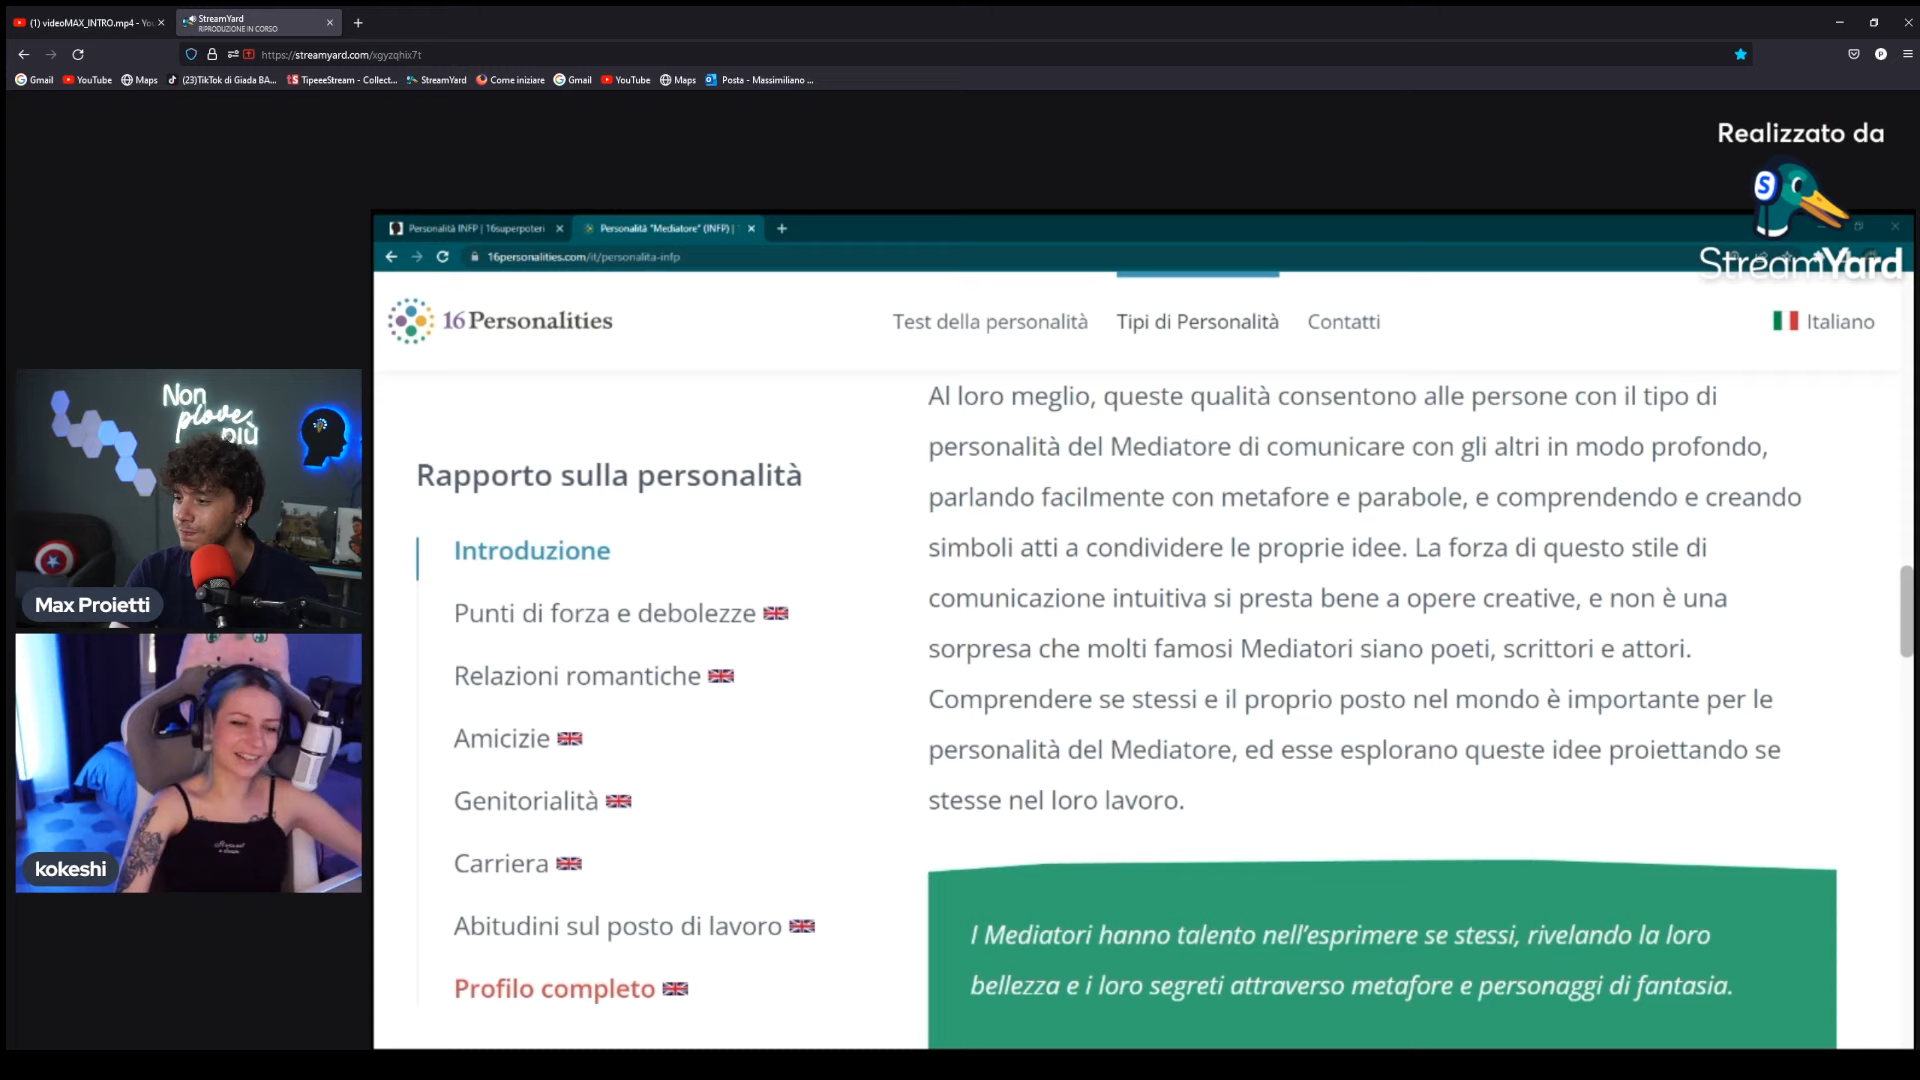 (1) videoMAX_INTRO.mp4 - You
StreamYard
RIPRODUZIONE IN CORSO
https://streamyard.com/xgyzqhix7t
Gmail
YouTube
Maps
(23)TikTok di Giada BA...
TipeeeStream - Collect...
StreamYard
Come iniziare
Gmail
YouTube
Maps
Posta - Massimiliano ...
Realizzato da
StreamYard
Personalità INFP | 16superpoteri
Personalità "Mediatore" (INFP) |
16personalities.com/it/personalita-infp
16Personalities
Test della personalità
Tipi di Personalità
Contatti
Italiano
Rapporto sulla personalità
Introduzione
Punti di forza e debolezze
Relazioni romantiche
Amicizie
Genitorialità
Carriera
Abitudini sul posto di lavoro
Profilo completo
Al loro meglio, queste qualità consentono alle persone con il tipo di
personalità del Mediatore di comunicare con gli altri in modo profondo,
parlando facilmente con metafore e parabole, e comprendendo e creando
simboli atti a condividere le proprie idee. La forza di questo stile di
comunicazione intuitiva si presta bene a opere creative, e non è una
sorpresa che molti famosi Mediatori siano poeti, scrittori e attori.
Comprendere se stessi e il proprio posto nel mondo è importante per le
personalità del Mediatore, ed esse esplorano queste idee proiettando se
stesse nel loro lavoro.
I Mediatori hanno talento nell'esprimere se stessi, rivelando la loro
bellezza e i loro segreti attraverso metafore e personaggi di fantasia.
Non
piove
più
Max Proietti
kokeshi